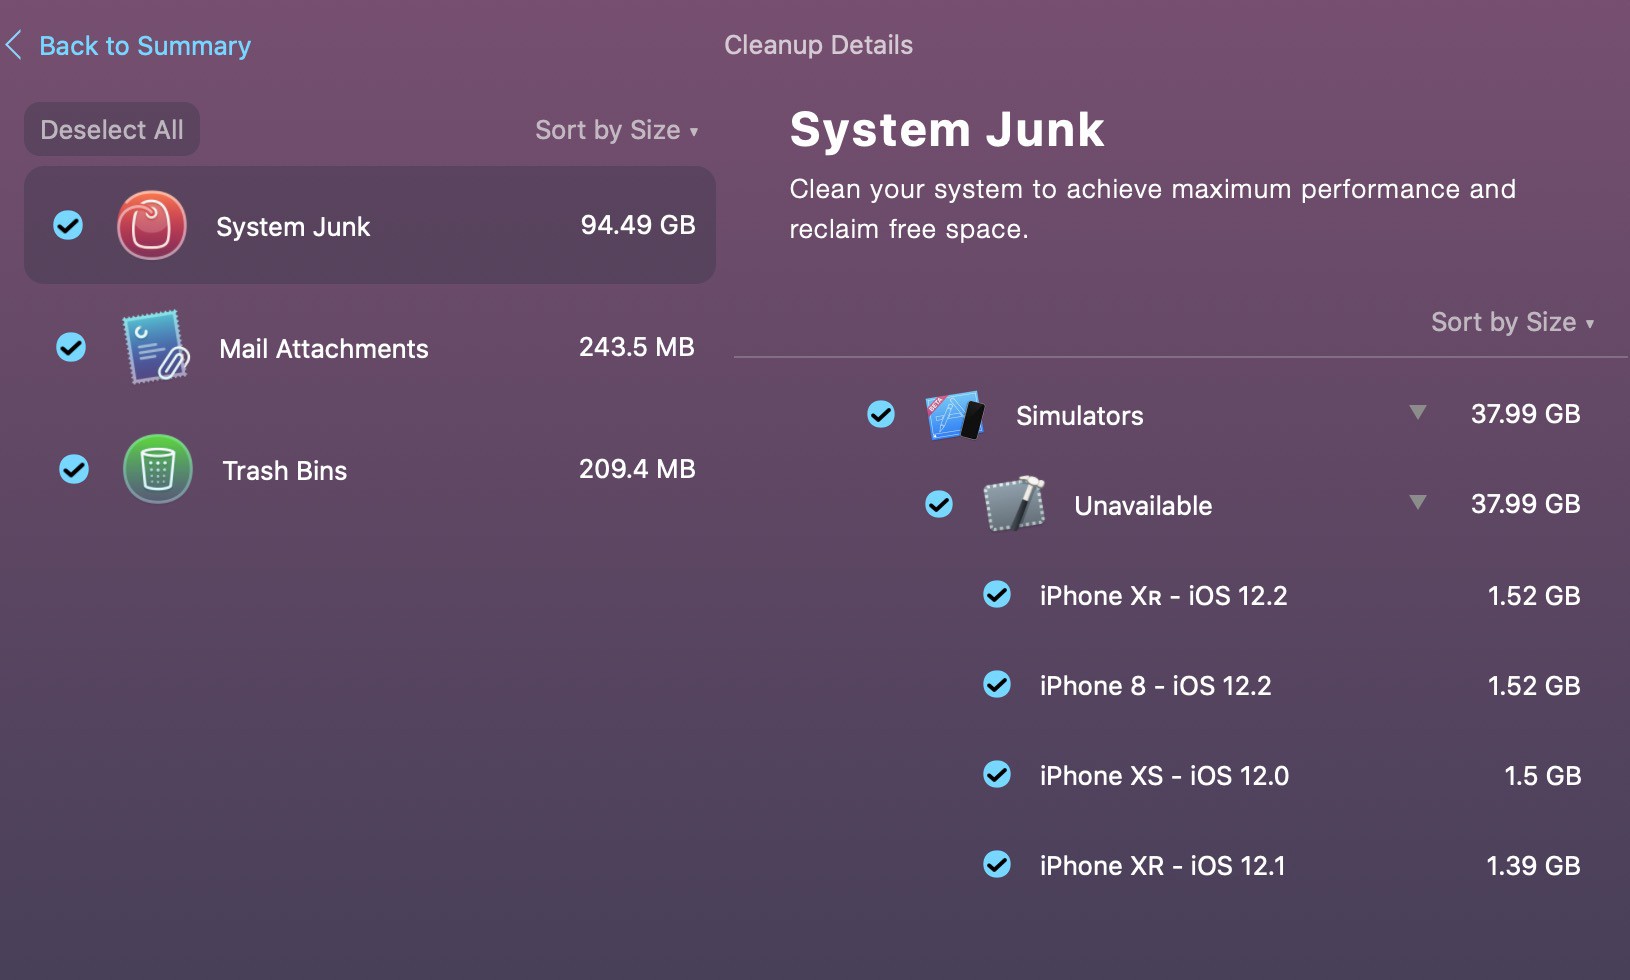 Back to Summary
Cleanup Details
Deselect All
Sort by Size
System Junk
94.49 GB
Mail Attachments
243.5 MB
Trash Bins
209.4 MB
System Junk
Clean your system to achieve maximum performance and
reclaim free space.
Sort by Size
BETA
Simulators
37.99 GB
Unavailable
37.99 GB
iPhone Xʀ - iOS 12.2
1.52 GB
iPhone 8 - iOS 12.2
1.52 GB
iPhone XS - iOS 12.0
1.5 GB
iPhone XR - iOS 12.1
1.39 GB